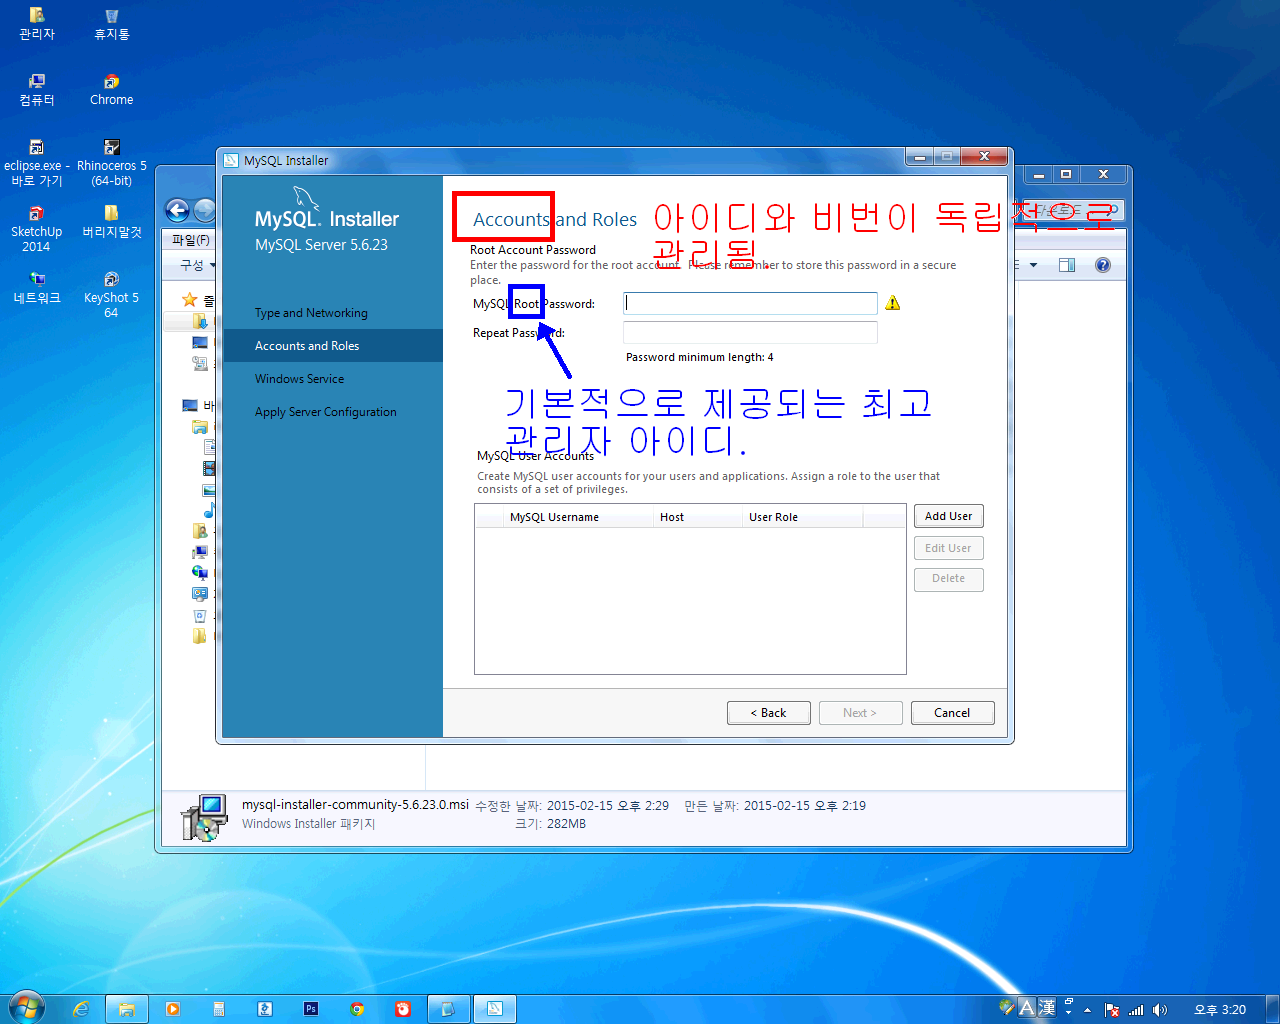 관리자
휴지통
컴퓨터
Chrome
eclipse.exe -
바로 가기
Rhinoceros 5
(64-bit)
SketchUp
2014
버리지말것
네트워크
KeyShot 5
64
MySQL Installer
파일(F)
구성
MySQL. Installer
MySQL Server 5.6.23
Type and Networking
Accounts and Roles
Windows Service
Apply Server Configuration
Accounts and Roles
아이디와 비번이 독립적으로
관리됨.
Root Account Password
Enter the password for the root account. Please remember to store this password in a secure
place.
MySQL Root Password:
Repeat Password:
Password minimum length: 4
기본적으로 제공되는 최고
관리자 아이디.
MySQL User Accounts
Create MySQL user accounts for your users and applications. Assign a role to the user that
consists of a set of privileges.
MySQL Username Host User Role
Add User
Edit User
Delete
< Back Next > Cancel
mysql-installer-community-5.6.23.0.msi 수정한 날짜: 2015-02-15 오후 2:29 만든 날짜: 2015-02-15 오후 2:19
Windows Installer 패키지 크기: 282MB
Ps
A 漢
오후 3:20